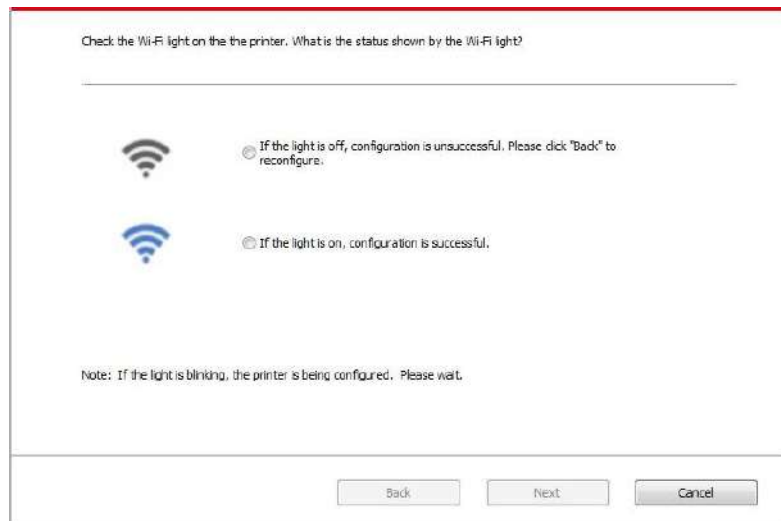 Check the Wi-Fi light on the the printer. What is the status shown by the Wi-Fi light?
If the light is off, configuration is unsuccessful. Please click "Back" to
reconfigure.
If the light is on, configuration is successful.
Note: If the light is blinking, the printer is being configured. Please wait.
Back
Next
Cancel